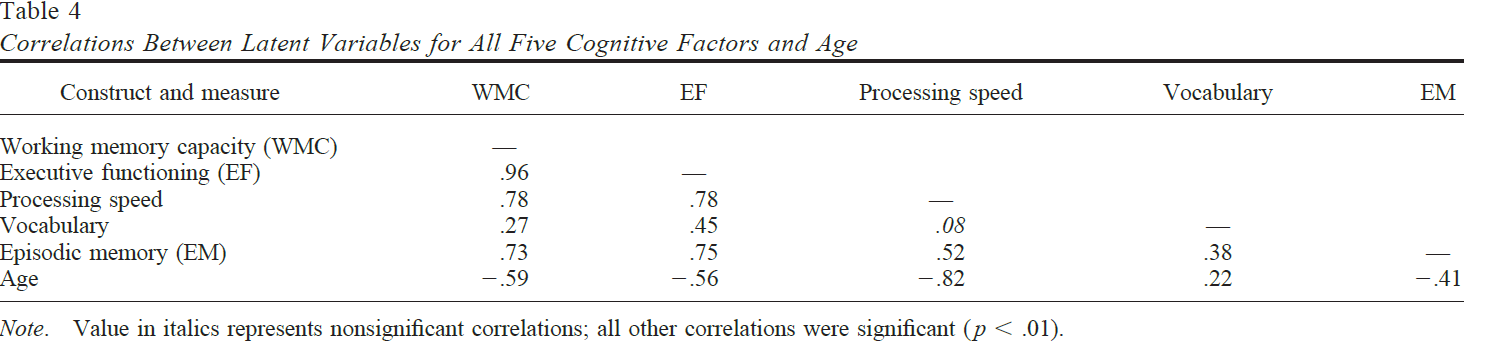 Table 4
Correlations Between Latent Variables for All Five Cognitive Factors and Age
Construct and measure WMC EF Processing speed Vocabulary EM
Working memory capacity (WMC) —
Executive functioning (EF) .96 —
Processing speed .78 .78 —
Vocabulary .27 .45 .08 —
Episodic memory (EM) .73 .75 .52 .38 —
Age −.59 −.56 −.82 .22 −.41
Note. Value in italics represents nonsignificant correlations; all other correlations were significant (p < .01).